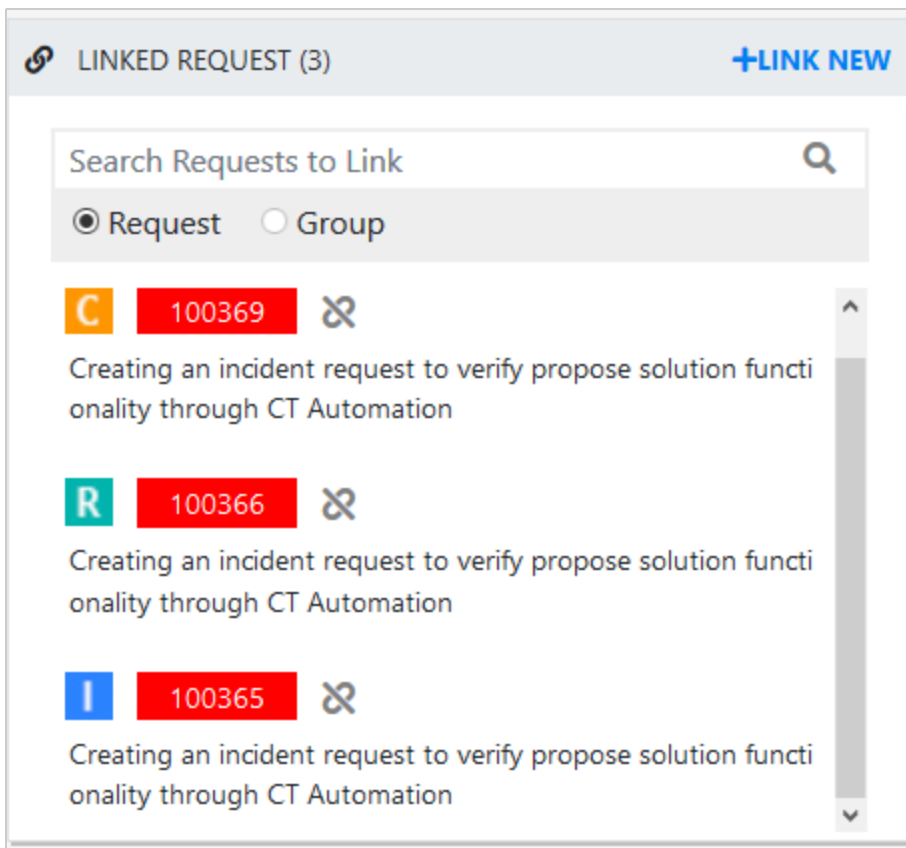 LINKED REQUEST (3) +LINK NEW
Search Requests to Link
Request Group
C 100369
Creating an incident request to verify propose solution functi
onality through CT Automation
R 100366
Creating an incident request to verify propose solution functi
onality through CT Automation
I 100365
Creating an incident request to verify propose solution functi
onality through CT Automation